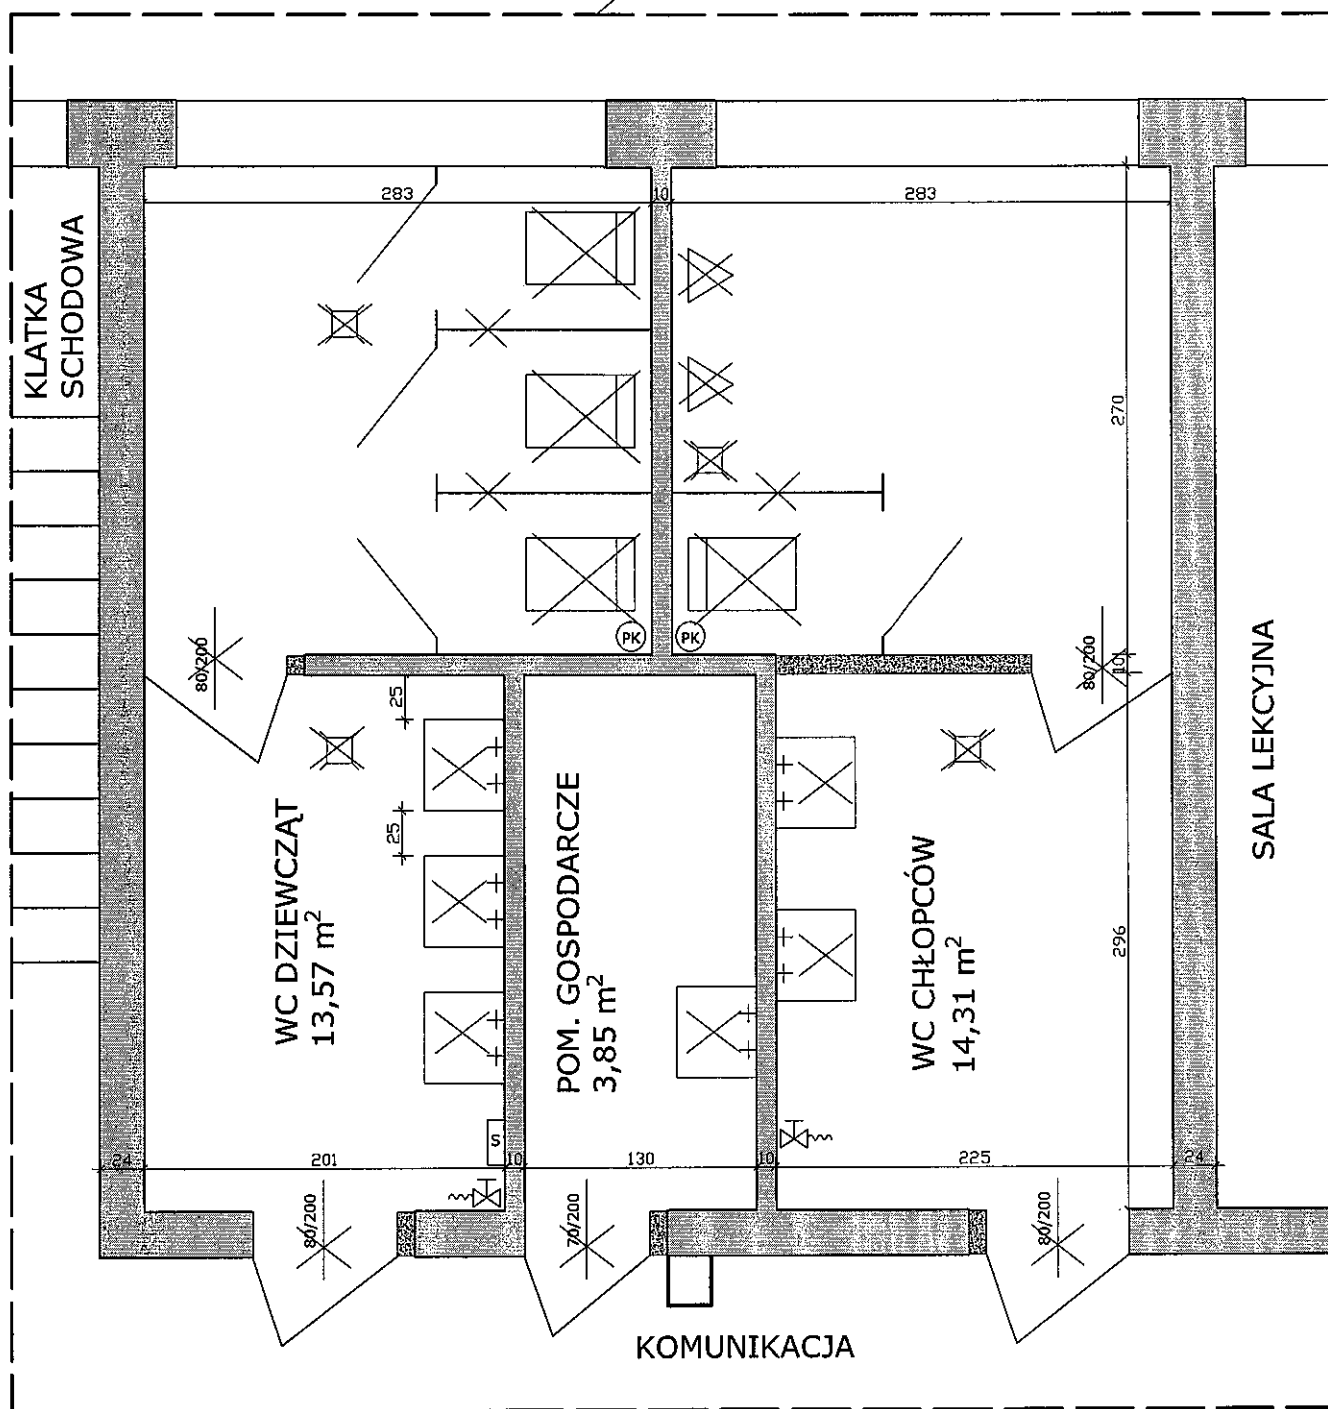 283
10
283
KLATKA
SCHODOWA
270
PK
PK
80/200
80/200
10
25
25
WC DZIEWCZĄT
13,57 m²
POM. GOSPODARCZE
3,85 m²
WC CHŁOPCÓW
14,31 m²
296
SALA LEKCYJNA
S
24
201
10
130
10
225
24
80/200
70/200
80/200
KOMUNIKACJA